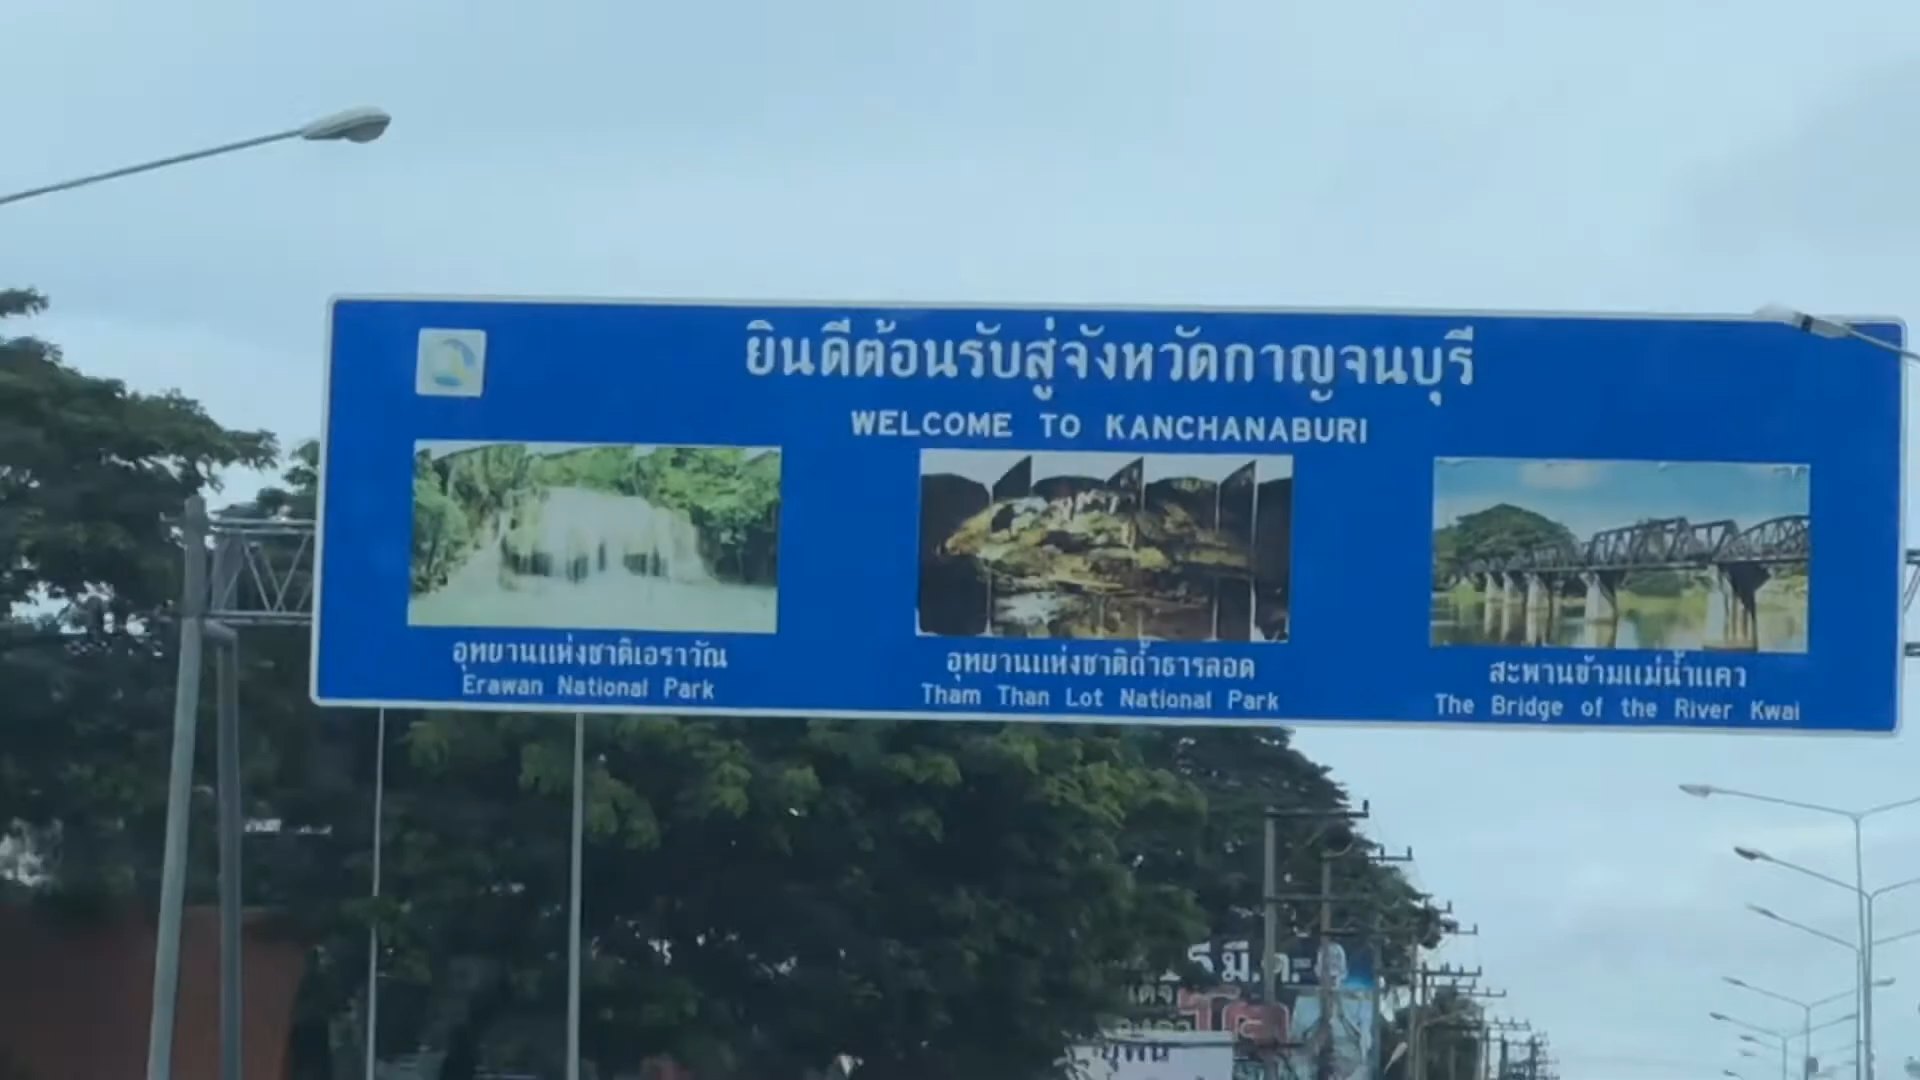 ยินดีต้อนรับสู่จังหวัดกาญจนบุรี
WELCOME TO KANCHANABURI
อุทยานแห่งชาติเอราวัณ
Erawan National Park
อุทยานแห่งชาติถ้ำธารลอด
Tham Than Lot National Park
สะพานข้ามแม่น้ำแคว
The Bridge of the River Kwai